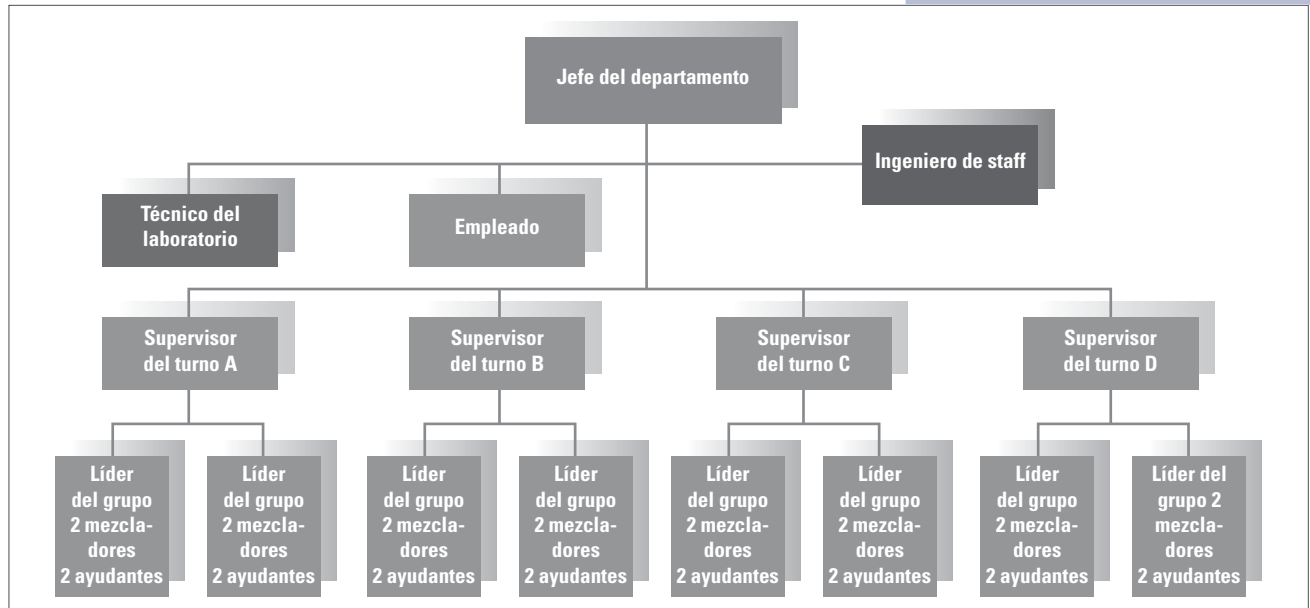 Jefe del departamento
Ingeniero de staff
Técnico del
laboratorio
Empleado
Supervisor
del turno A
Supervisor
del turno B
Supervisor
del turno C
Supervisor
del turno D
Líder
del grupo
2 mezcla-
dores
2 ayudantes
Líder
del grupo
2 mezcla-
dores
2 ayudantes
Líder
del grupo
2 mezcla-
dores
2 ayudantes
Líder
del grupo
2 mezcla-
dores
2 ayudantes
Líder
del grupo
2 mezcla-
dores
2 ayudantes
Líder
del grupo
2 mezcla-
dores
2 ayudantes
Líder
del grupo
2 mezcla-
dores
2 ayudantes
Líder del
grupo 2
mezcla-
dores
2 ayudantes